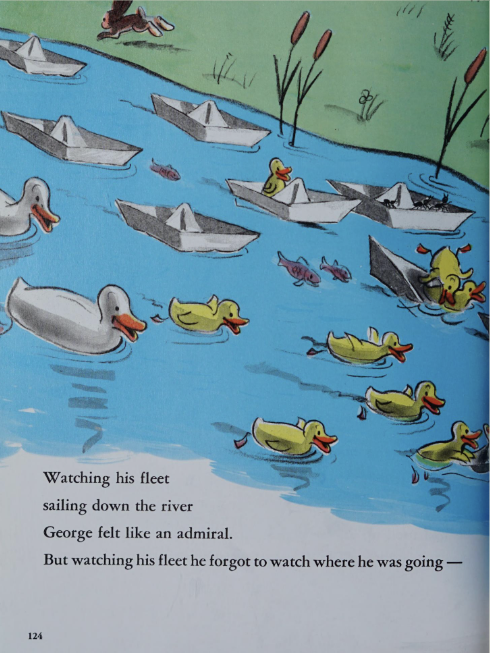 Watching his fleet
sailing down the river
George felt like an admiral.
But watching his fleet he forgot to watch where he was going —
124